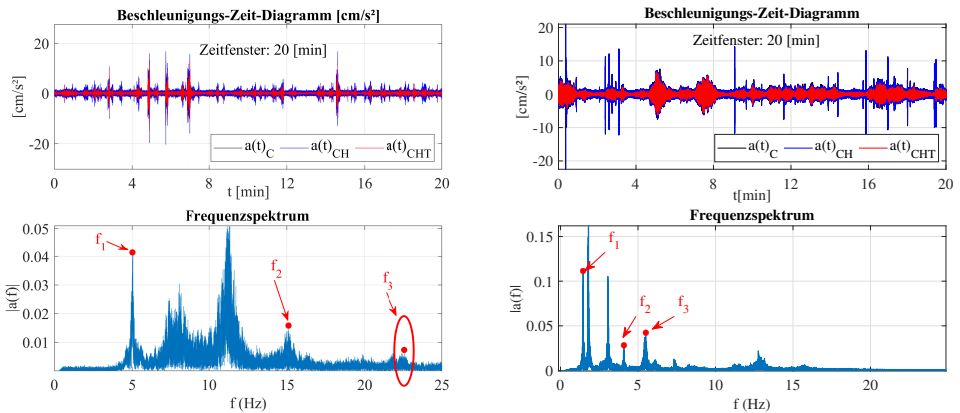 Beschleunigungs-Zeit-Diagramm [cm/s²]
[cm/s²]
20
0
-20
Zeitfenster: 20 [min]
a(t)C a(t)CH a(t)CHT
0 4 8 12 16 20
t [min]
Frequenzspektrum
|a(f)|
0.05
0.04
0.03
0.02
0.01
f1
f2
f3
0 5 10 15 20 25
f (Hz)
Beschleunigungs-Zeit-Diagramm
[cm/s²]
20
10
0
-10
-20
Zeitfenster: 20 [min]
a(t)C a(t)CH a(t)CHT
0 4 8 12 16 20
t[min]
Frequenzspektrum
|a(f)|
0.15
0.1
0.05
0
f1
f2
f3
0 5 10 15 20
f (Hz)